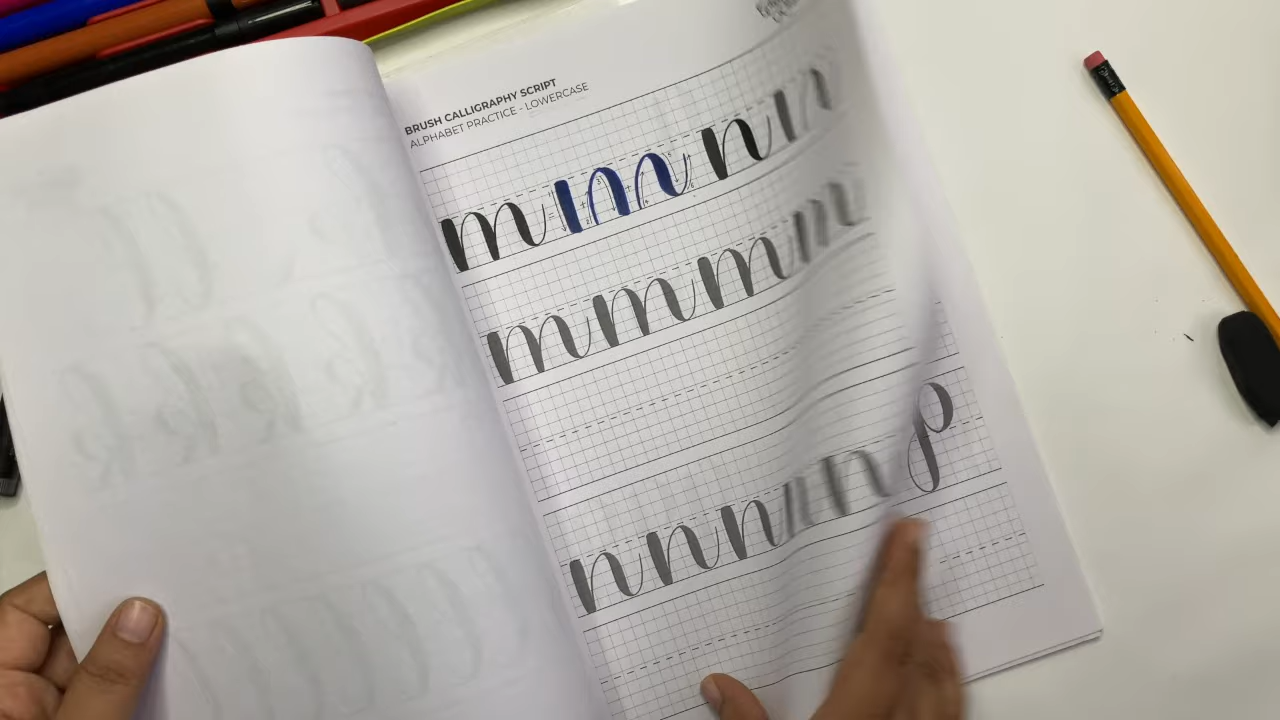 BRUSH CALLIGRAPHY SCRIPT
ALPHABET PRACTICE - LOWERCASE
m m n n
m m m m
n n n n n p